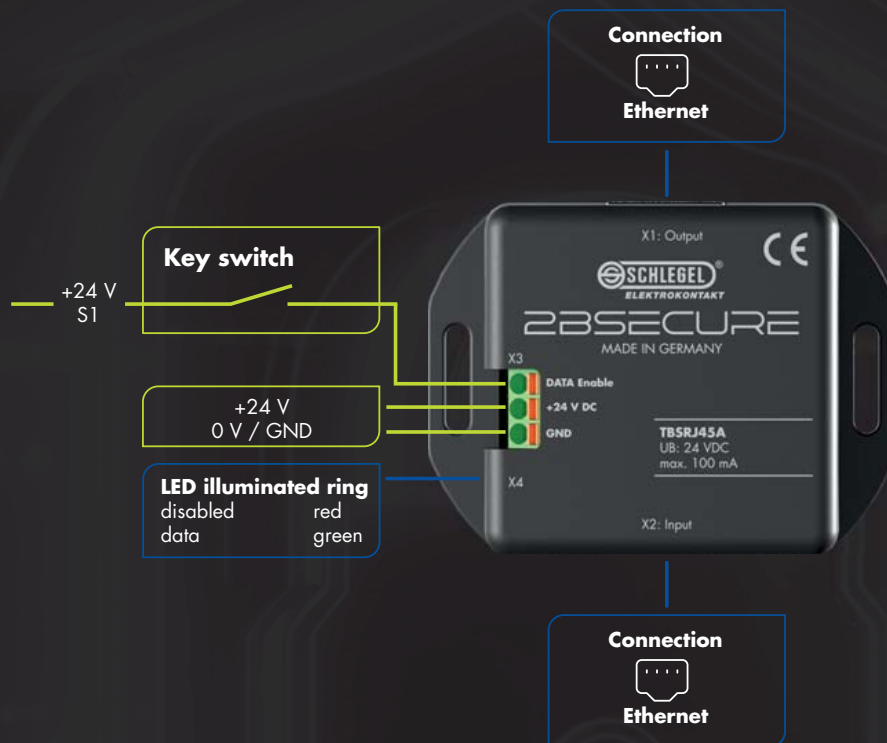 Connection
Ethernet
X1: Output
CE
SCHLEGEL®
ELEKTROKONTAKT
2BSECURE
MADE IN GERMANY
Key switch
+24 V
S1
X3
DATA Enable
+24 V DC
GND
+24 V
0 V / GND
TBSRJ45A
UB: 24 VDC
max. 100 mA
LED illuminated ring
disabled red
data green
X4
X2: Input
Connection
Ethernet